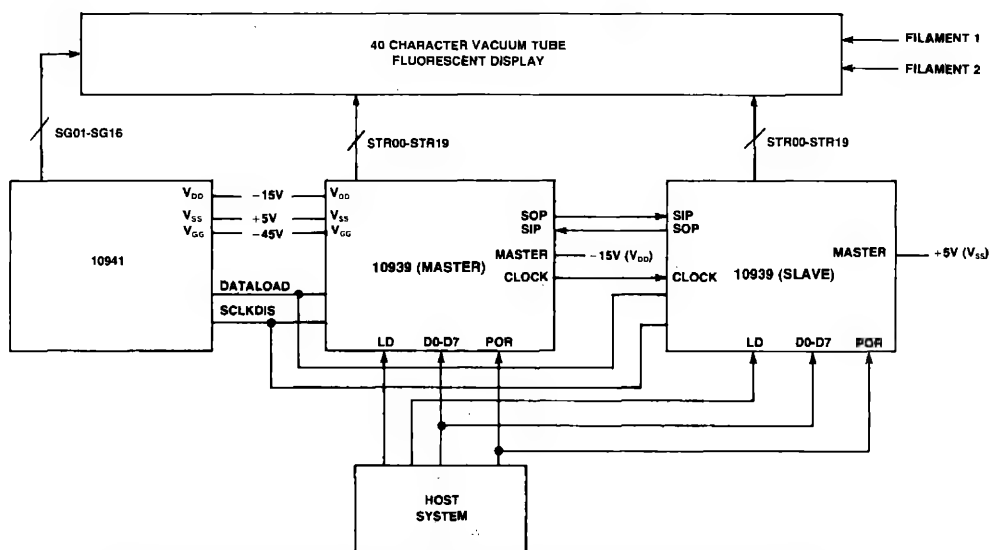 40 CHARACTER VACUUM TUBE
FLUORESCENT DISPLAY
FILAMENT 1
FILAMENT 2
SG01-SG16
STR00-STR19
STR00-STR19
10941
VDD
VSS
VGG
DATALOAD
SCLKDIS
-15V
+5V
-45V
VDD
VSS
VGG
10939 (MASTER)
SOP
SIP
MASTER
CLOCK
-15V (VDD)
LD
D0-D7
POR
SIP
SOP
CLOCK
10939 (SLAVE)
MASTER
+5V (VSS)
LD
D0-D7
POR
HOST
SYSTEM